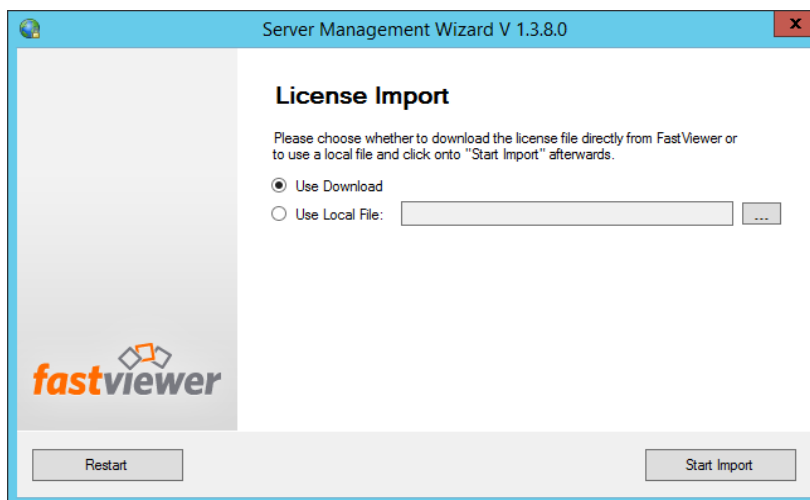 Server Management Wizard V 1.3.8.0
x
License Import
Please choose whether to download the license file directly from FastViewer or
to use a local file and click onto "Start Import" afterwards.
Use Download
Use Local File:
...
fastviewer
Restart
Start Import